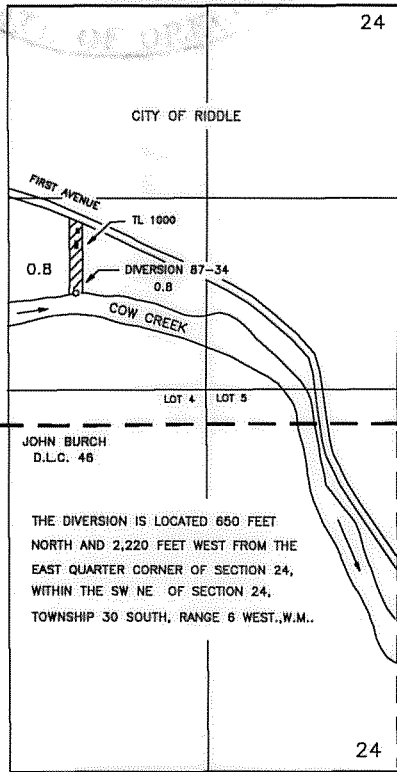 24
CITY OF RIDDLE
FIRST AVENUE
TL 1000
0.8
DIVERSION 87-34
0.8
COW CREEK
LOT 4
LOT 5
JOHN BURCH
D.L.C. 46
THE DIVERSION IS LOCATED 650 FEET
NORTH AND 2,220 FEET WEST FROM THE
EAST QUARTER CORNER OF SECTION 24,
WITHIN THE SW NE OF SECTION 24,
TOWNSHIP 30 SOUTH, RANGE 6 WEST.,W.M..
24